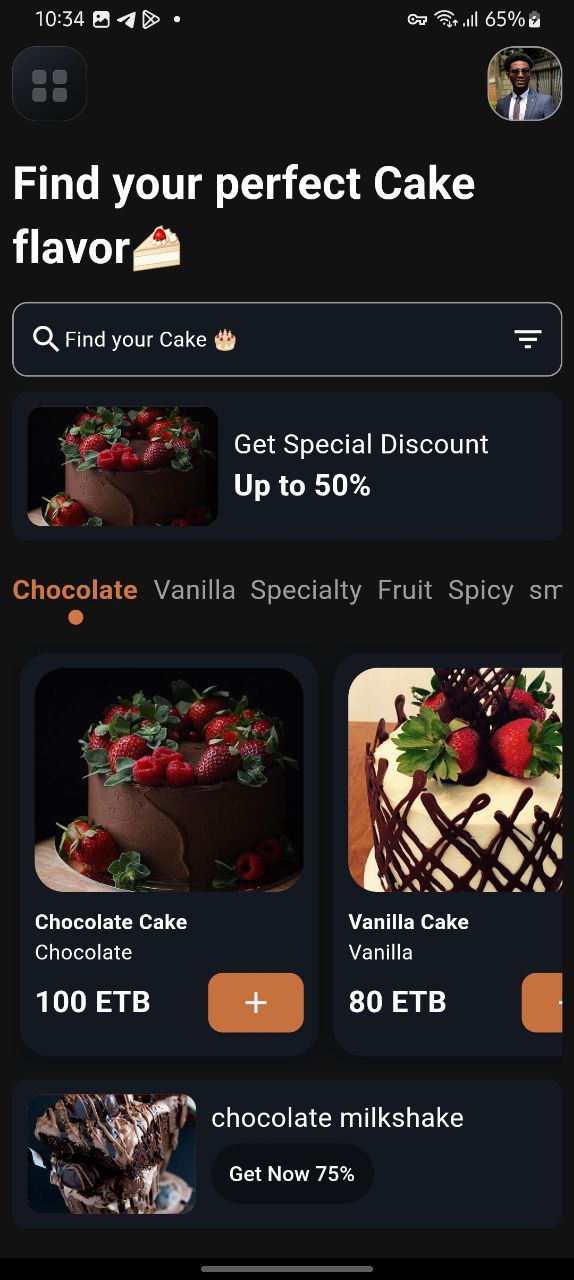 10:34 65%
Find your perfect Cake
flavor🍰
Find your Cake 🎂
Get Special Discount
Up to 50%
Chocolate Vanilla Specialty Fruit Spicy sm
Chocolate Cake
Chocolate
100 ETB +
Vanilla Cake
Vanilla
80 ETB
chocolate milkshake
Get Now 75%